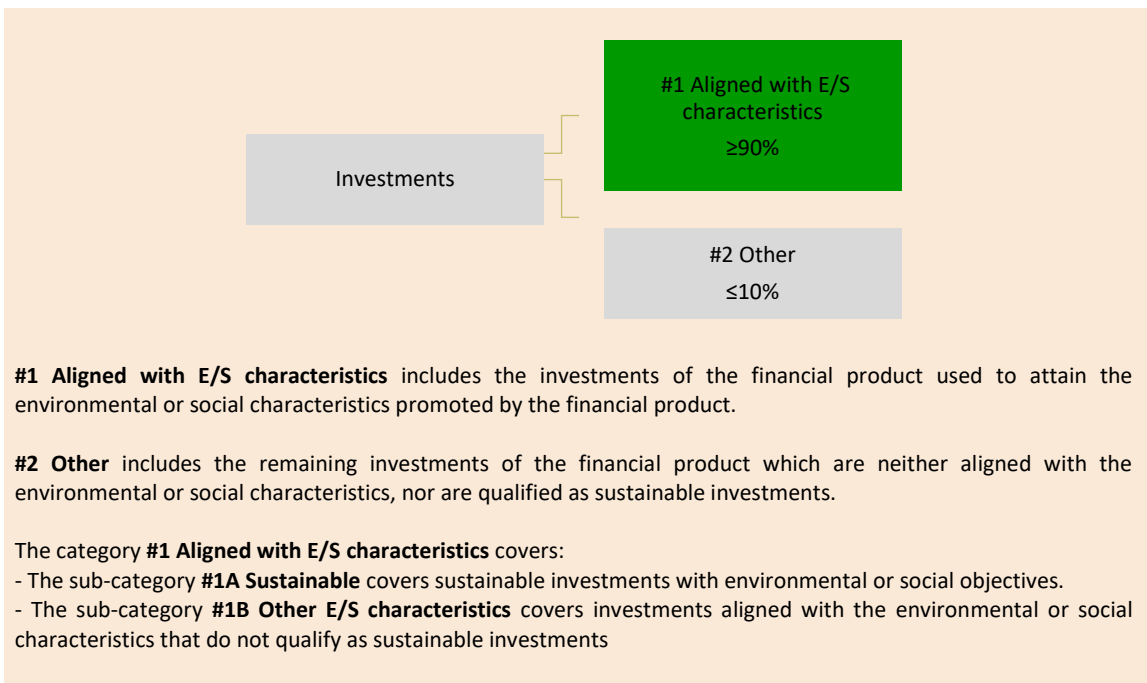 #1 Aligned with E/S
characteristics
≥90%
Investments
#2 Other
≤10%
#1 Aligned with E/S characteristics includes the investments of the financial product used to attain the
environmental or social characteristics promoted by the financial product.
#2 Other includes the remaining investments of the financial product which are neither aligned with the
environmental or social characteristics, nor are qualified as sustainable investments.
The category #1 Aligned with E/S characteristics covers:
- The sub-category #1A Sustainable covers sustainable investments with environmental or social objectives.
- The sub-category #1B Other E/S characteristics covers investments aligned with the environmental or social
characteristics that do not qualify as sustainable investments